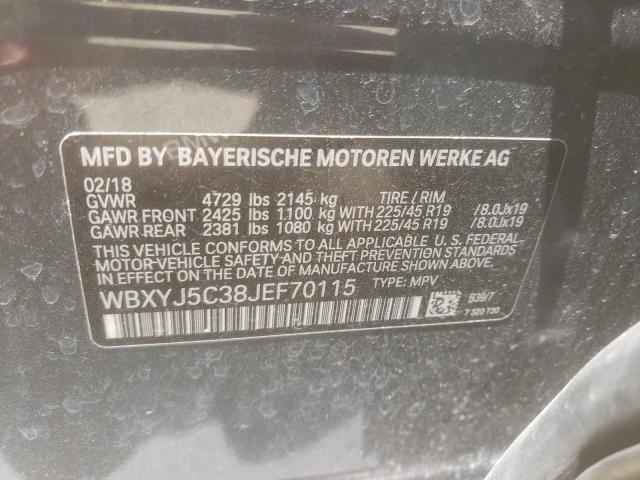 MFD BY BAYERISCHE MOTOREN WERKE AG
02/18
GVWR 4729 lbs 2145 kg TIRE / RIM
GAWR FRONT 2425 lbs 1100 kg WITH 225/45 R19 / 8.0Jx19
GAWR REAR 2381 lbs 1080 kg WITH 225/45 R19 / 8.0Jx19
THIS VEHICLE CONFORMS TO ALL APPLICABLE U. S. FEDERAL
MOTOR-VEHICLE SAFETY AND THEFT PREVENTION STANDARDS
IN EFFECT ON THE DATE OF MANUFACTURE SHOWN ABOVE.
WBXYJ5C38JEF70115 TYPE: MPV
B39/7
7 320 730